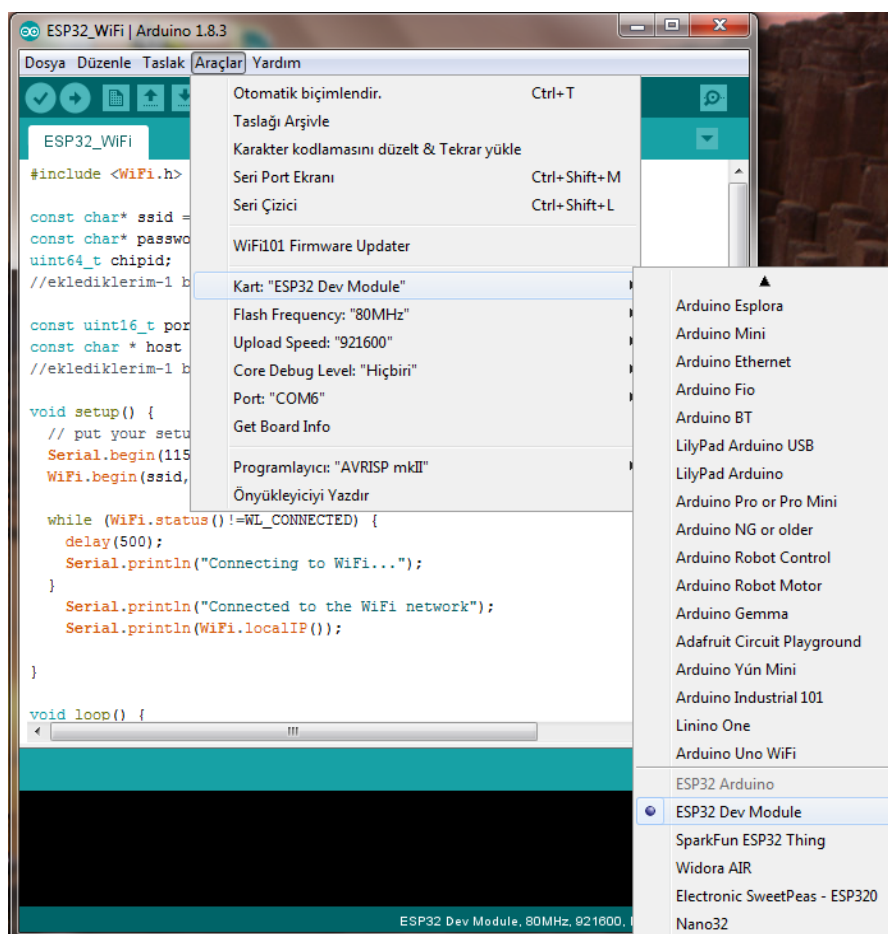 ESP32_WiFi | Arduino 1.8.3
Dosya Düzenle Taslak Araçlar Yardım
ESP32_WiFi
#include <WiFi.h>
const char* ssid =
const char* passwo
uint64_t chipid;
//eklediklerim-1 b
const uint16_t por
const char * host
//eklediklerim-1 b
void setup() {
// put your setu
Serial.begin(115
WiFi.begin(ssid,
while (WiFi.status()!=WL_CONNECTED) {
delay(500);
Serial.println("Connecting to WiFi...");
}
Serial.println("Connected to the WiFi network");
Serial.println(WiFi.localIP());
}
void loop() {
Otomatik biçimlendir. Ctrl+T
Taslağı Arşivle
Karakter kodlamasını düzelt & Tekrar yükle
Seri Port Ekranı Ctrl+Shift+M
Seri Çizici Ctrl+Shift+L
WiFi101 Firmware Updater
Kart: "ESP32 Dev Module"
Flash Frequency: "80MHz"
Upload Speed: "921600"
Core Debug Level: "Hiçbiri"
Port: "COM6"
Get Board Info
Programlayıcı: "AVRISP mkII"
Önyükleyiciyi Yazdır
Arduino Esplora
Arduino Mini
Arduino Ethernet
Arduino Fio
Arduino BT
LilyPad Arduino USB
LilyPad Arduino
Arduino Pro or Pro Mini
Arduino NG or older
Arduino Robot Control
Arduino Robot Motor
Arduino Gemma
Adafruit Circuit Playground
Arduino Yún Mini
Arduino Industrial 101
Linino One
Arduino Uno WiFi
ESP32 Arduino
ESP32 Dev Module
SparkFun ESP32 Thing
Widora AIR
Electronic SweetPeas - ESP320
Nano32
ESP32 Dev Module, 80MHz, 921600,